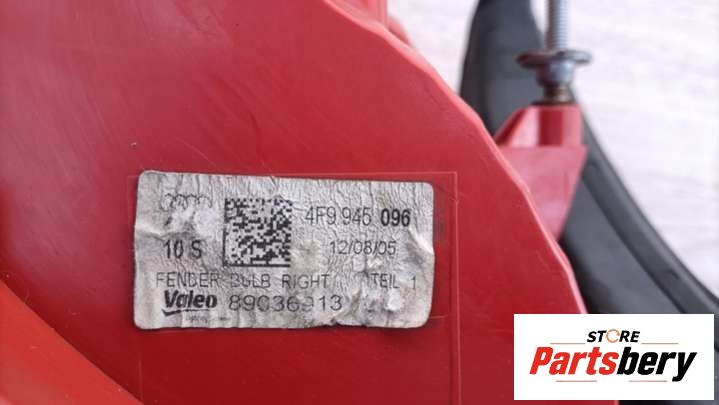 4F9 945 096
10 S 12/08/05
FENDER BULB RIGHT TEIL 1
Valeo 89036913
STORE
Partsbery